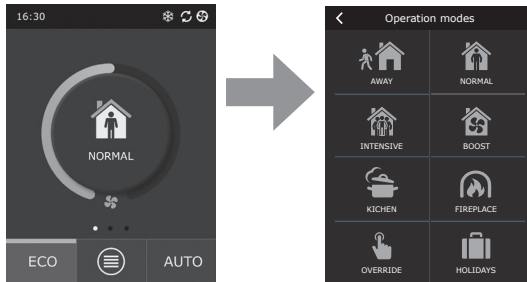 16:30
NORMAL
ECO
AUTO
Operation modes
AWAY
NORMAL
INTENSIVE
BOOST
KICHEN
FIREPLACE
OVERRIDE
HOLIDAYS